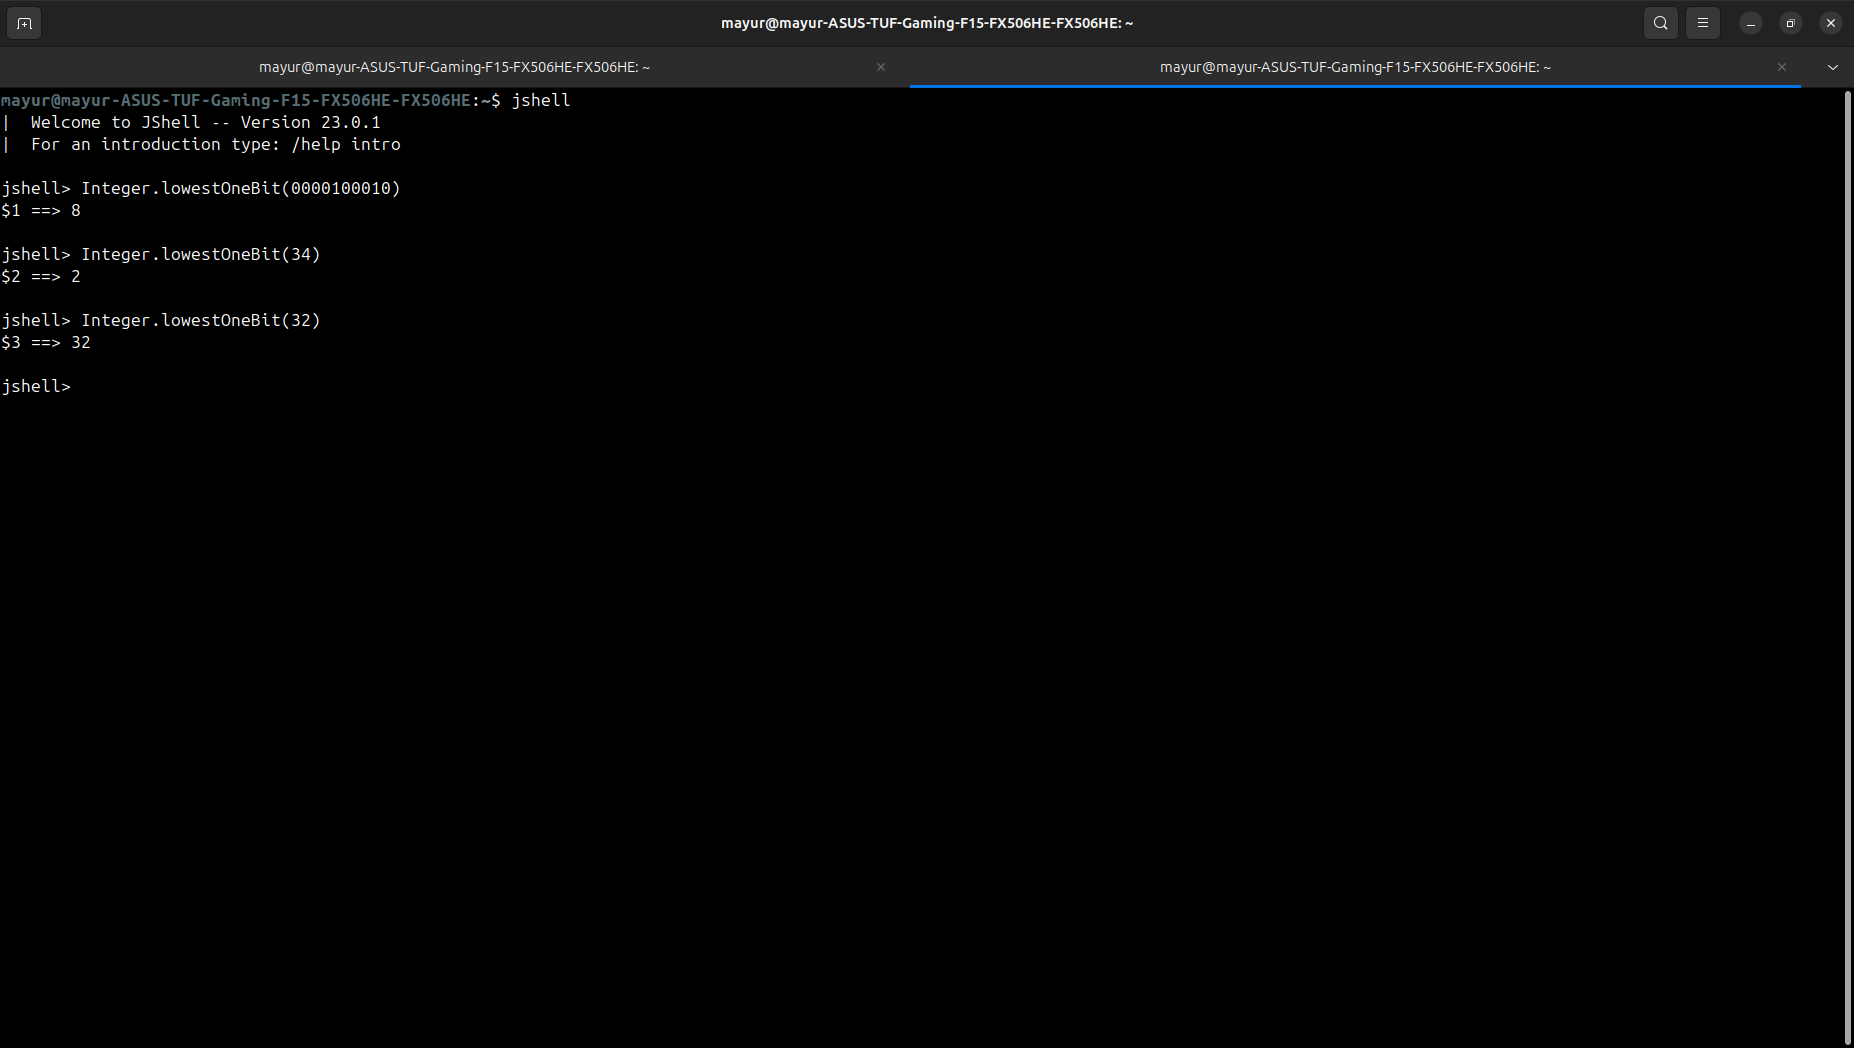 mayur@mayur-ASUS-TUF-Gaming-F15-FX506HE-FX506HE: ~
mayur@mayur-ASUS-TUF-Gaming-F15-FX506HE-FX506HE: ~
mayur@mayur-ASUS-TUF-Gaming-F15-FX506HE-FX506HE: ~
mayur@mayur-ASUS-TUF-Gaming-F15-FX506HE-FX506HE:~$ jshell
|  Welcome to JShell -- Version 23.0.1
|  For an introduction type: /help intro
jshell> Integer.lowestOneBit(0000100010)
$1 ==> 8
jshell> Integer.lowestOneBit(34)
$2 ==> 2
jshell> Integer.lowestOneBit(32)
$3 ==> 32
jshell>